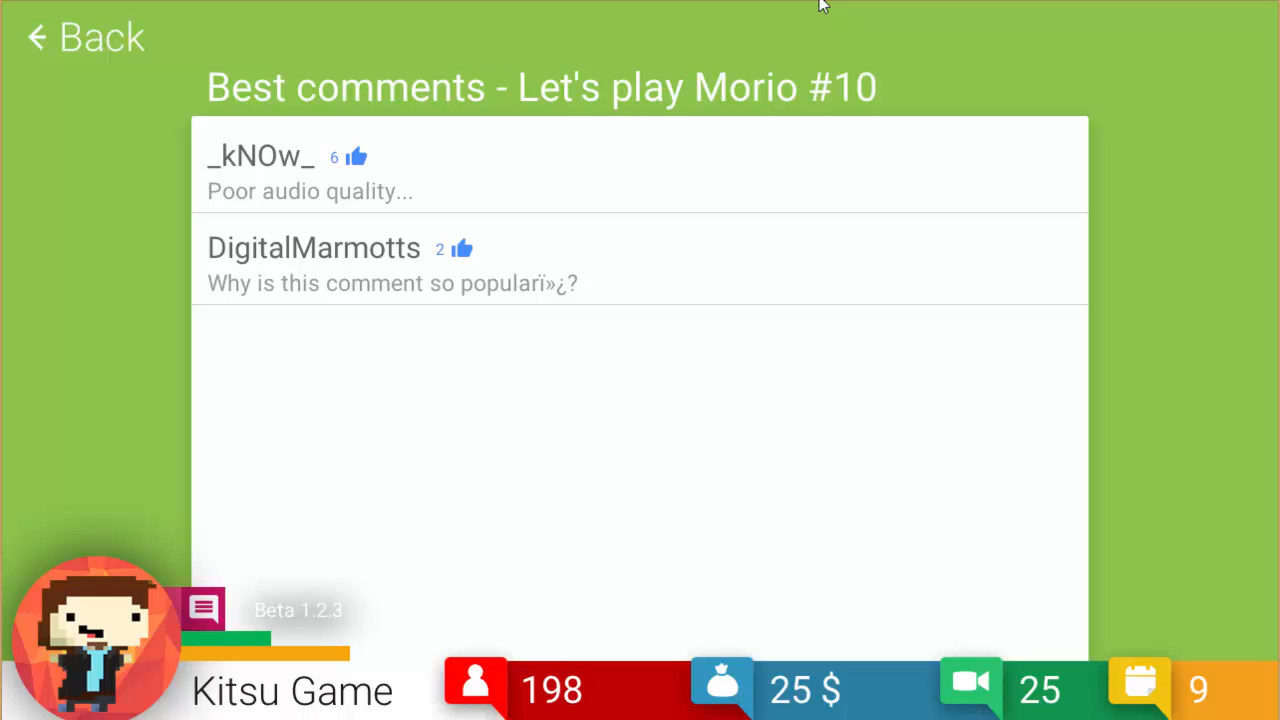 Back
Best comments - Let's play Morio #10
_kNOw_ 6
Poor audio quality...
DigitalMarmotts 2
Why is this comment so popularï»¿?
Beta 1.2.3
Kitsu Game
198
25 $
25
9